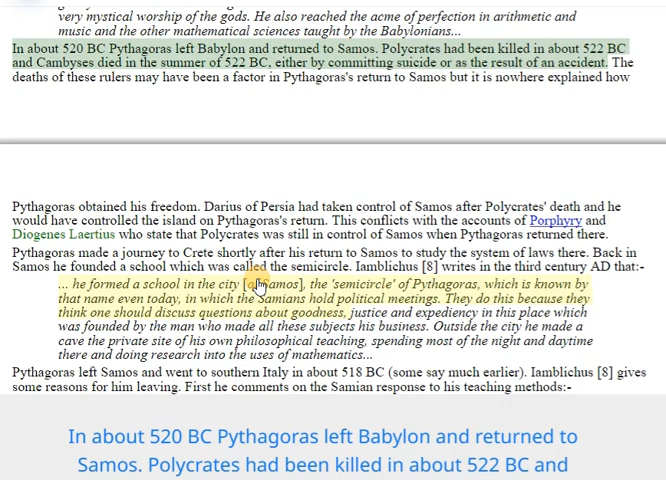 very mystical worship of the gods. He also reached the acme of perfection in arithmetic and
music and the other mathematical sciences taught by the Babylonians...
In about 520 BC Pythagoras left Babylon and returned to Samos. Polycrates had been killed in about 522 BC
and Cambyses died in the summer of 522 BC, either by committing suicide or as the result of an accident. The
deaths of these rulers may have been a factor in Pythagoras's return to Samos but it is nowhere explained how
Pythagoras obtained his freedom. Darius of Persia had taken control of Samos after Polycrates' death and he
would have controlled the island on Pythagoras's return. This conflicts with the accounts of Porphyry and
Diogenes Laertius who state that Polycrates was still in control of Samos when Pythagoras returned there.
Pythagoras made a journey to Crete shortly after his return to Samos to study the system of laws there. Back in
Samos he founded a school which was called the semicircle. Iamblichus [8] writes in the third century AD that:-
... he formed a school in the city [of Samos], the 'semicircle' of Pythagoras, which is known by
that name even today, in which the Samians hold political meetings. They do this because they
think one should discuss questions about goodness, justice and expediency in this place which
was founded by the man who made all these subjects his business. Outside the city he made a
cave the private site of his own philosophical teaching, spending most of the night and daytime
there and doing research into the uses of mathematics...
Pythagoras left Samos and went to southern Italy in about 518 BC (some say much earlier). Iamblichus [8] gives
some reasons for him leaving. First he comments on the Samian response to his teaching methods:-
In about 520 BC Pythagoras left Babylon and returned to
Samos. Polycrates had been killed in about 522 BC and